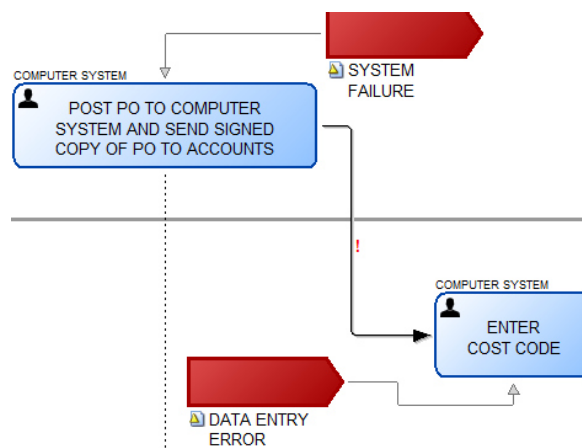 SYSTEM
FAILURE
COMPUTER SYSTEM
POST PO TO COMPUTER
SYSTEM AND SEND SIGNED
COPY OF PO TO ACCOUNTS
!
COMPUTER SYSTEM
ENTER
COST CODE
DATA ENTRY
ERROR